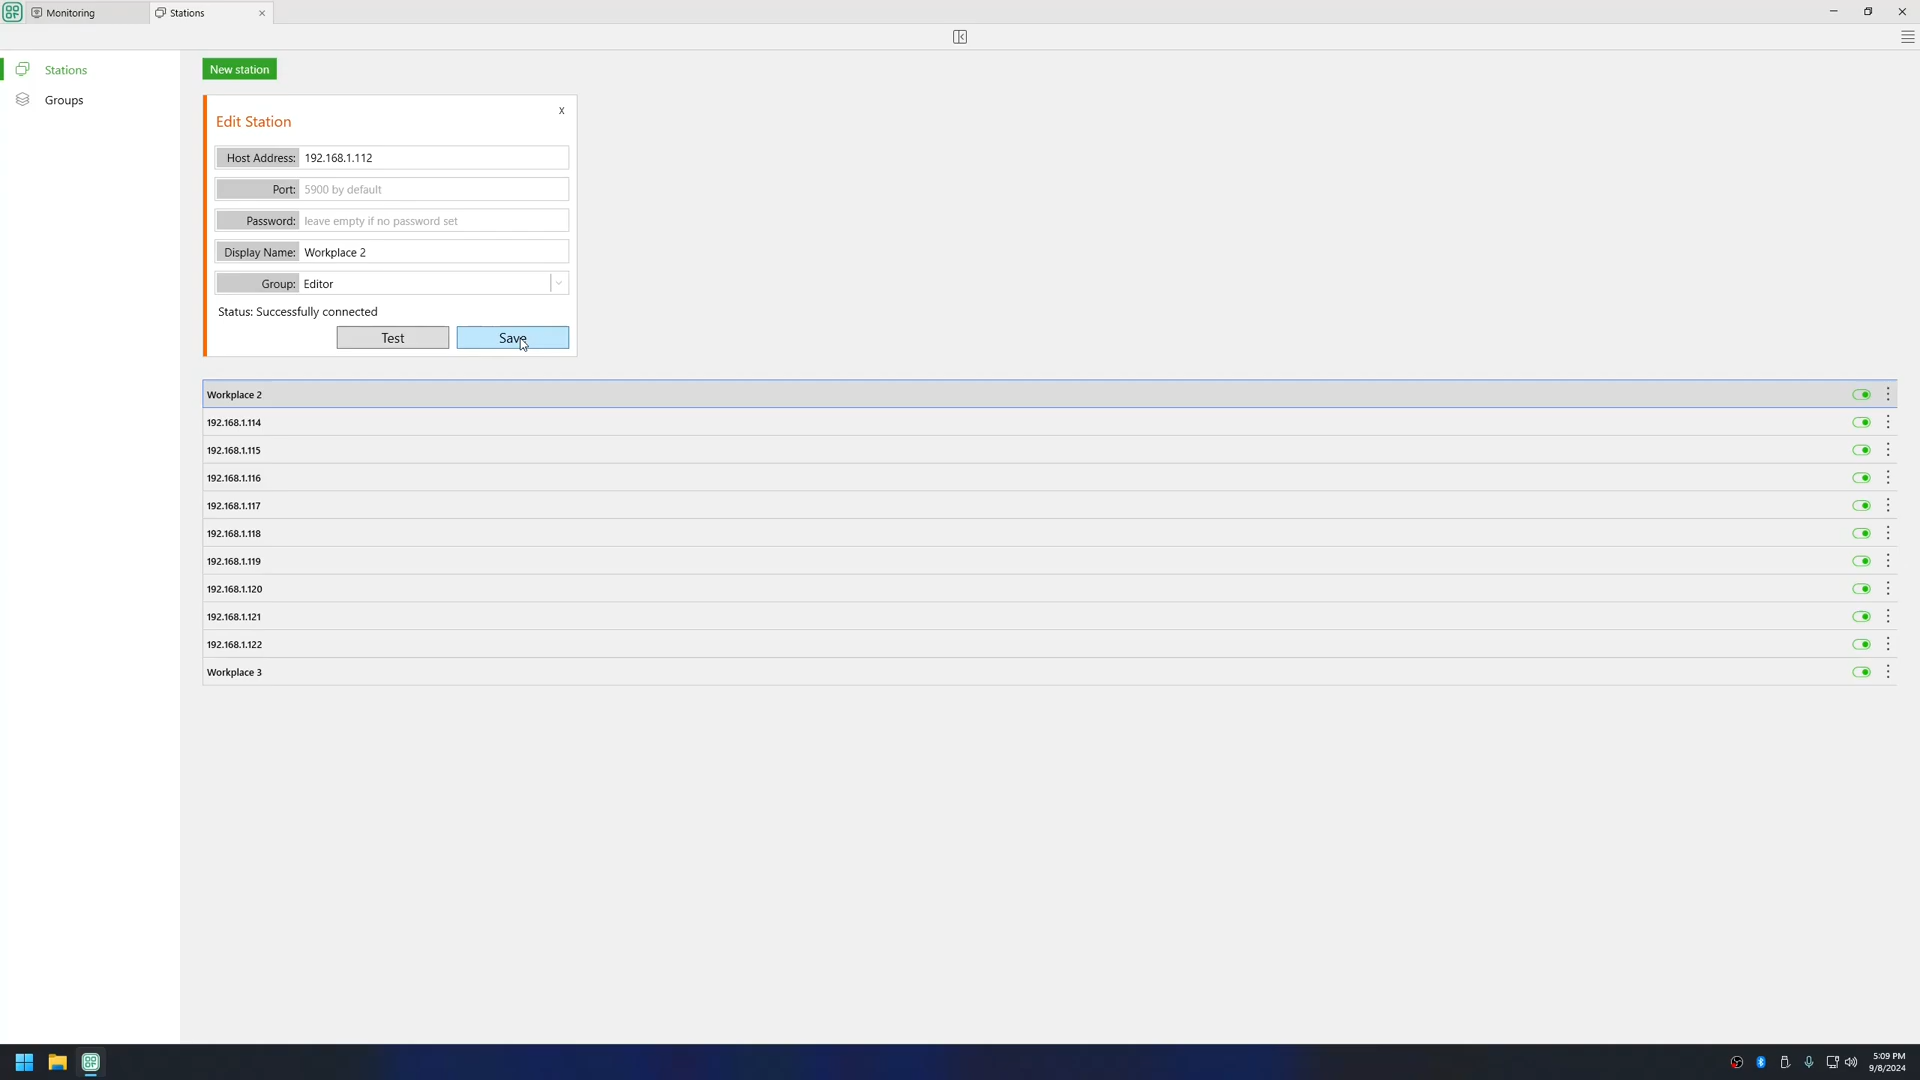 Monitoring
Stations
x
Stations
Groups
New station
x
Edit Station
Host Address: 192.168.1.112
Port: 5900 by default
Password: leave empty if no password set
Display Name: Workplace 2
Group: Editor
Status: Successfully connected
Test
Save
Workplace 2
192.168.1.114
192.168.1.115
192.168.1.116
192.168.1.117
192.168.1.118
192.168.1.119
192.168.1.120
192.168.1.121
192.168.1.122
Workplace 3
5:09 PM
9/8/2024